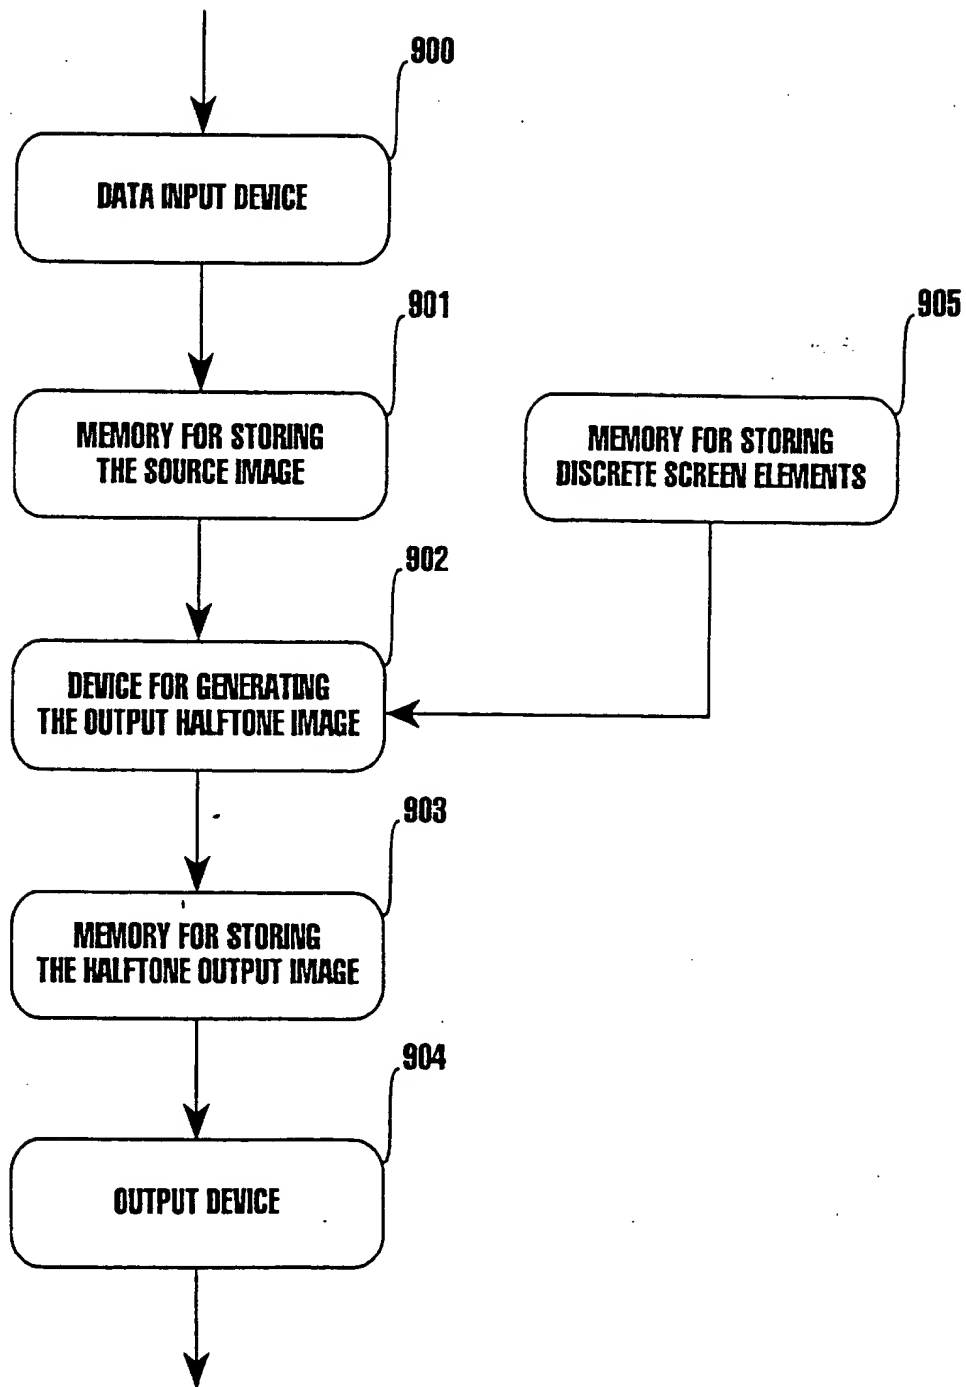 900
DATA INPUT DEVICE
901
905
MEMORY FOR STORING
THE SOURCE IMAGE
MEMORY FOR STORING
DISCRETE SCREEN ELEMENTS
902
DEVICE FOR GENERATING
THE OUTPUT HALFTONE IMAGE
903
MEMORY FOR STORING
THE HALFTONE OUTPUT IMAGE
904
OUTPUT DEVICE